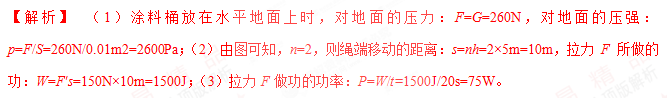 【解析】（1）涂料桶放在水平地面上时，对地面的压力：F=G=260N，对地面的压强：
p=F/S=260N/0.01m2=2600Pa；（2）由图可知，n=2，则绳端移动的距离：s=nh=2×5m=10m，拉力 F 所做的
功：W=F's=150N×10m=1500J；（3）拉力 F 做功的功率：P=W/t=1500J/20s=75W。